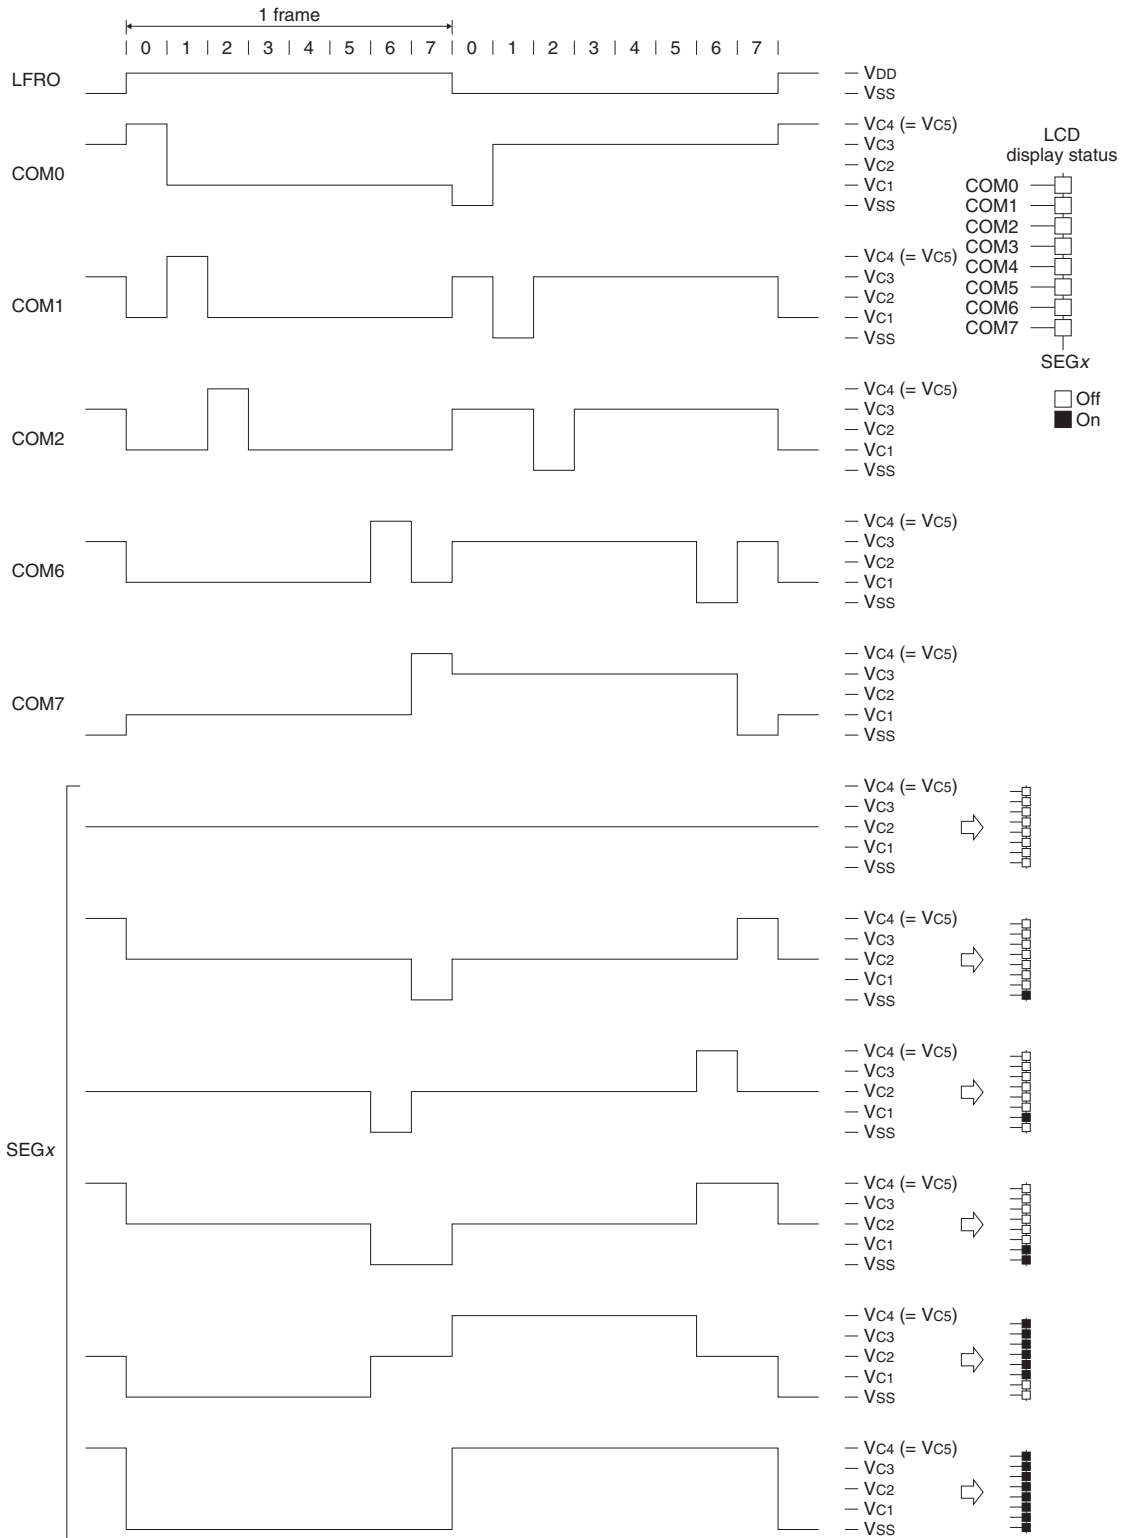 1 frame
0 1 2 3 4 5 6 7 0 1 2 3 4 5 6 7
LFRO
VDD
VSS
COM0
VC4 (= VC5)
VC3
VC2
VC1
VSS
LCD
display status
COM0
COM1
COM2
COM3
COM4
COM5
COM6
COM7
SEGx
Off
On
COM1
VC4 (= VC5)
VC3
VC2
VC1
VSS
COM2
VC4 (= VC5)
VC3
VC2
VC1
VSS
COM6
VC4 (= VC5)
VC3
VC2
VC1
VSS
COM7
VC4 (= VC5)
VC3
VC2
VC1
VSS
SEGx
VC4 (= VC5)
VC3
VC2
VC1
VSS
VC4 (= VC5)
VC3
VC2
VC1
VSS
VC4 (= VC5)
VC3
VC2
VC1
VSS
VC4 (= VC5)
VC3
VC2
VC1
VSS
VC4 (= VC5)
VC3
VC2
VC1
VSS
VC4 (= VC5)
VC3
VC2
VC1
VSS